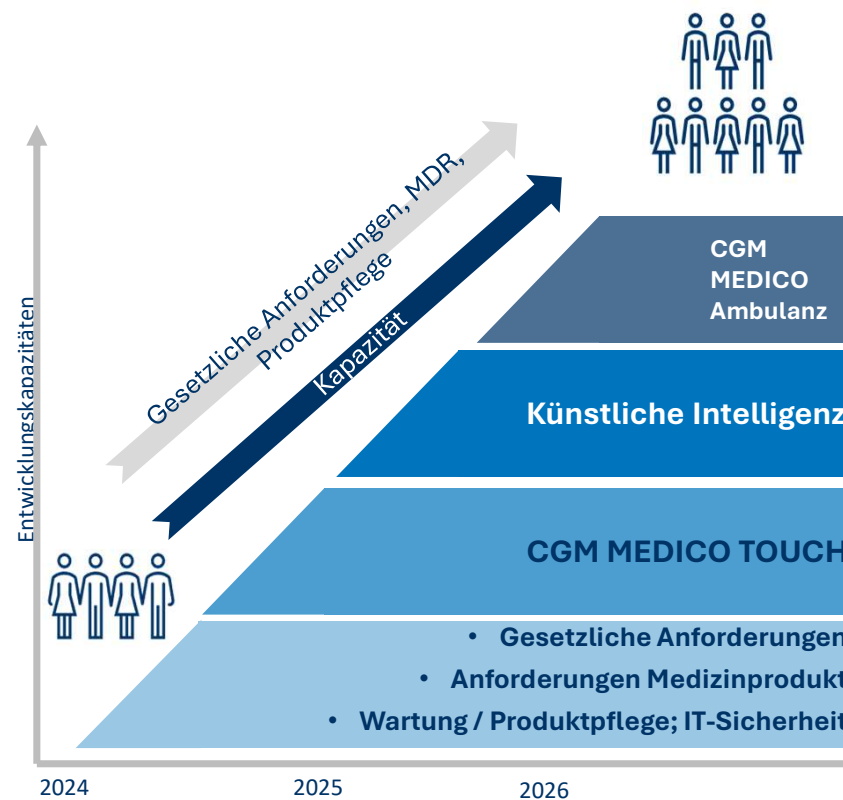 Entwicklungskapazitäten
Gesetzliche Anforderungen, MDR,
Produktpflege
Kapazität
CGM
MEDICO
Ambulanz
Künstliche Intelligenz
CGM MEDICO TOUCH
• Gesetzliche Anforderungen
• Anforderungen Medizinprodukt
• Wartung / Produktpflege; IT-Sicherheit
2024
2025
2026